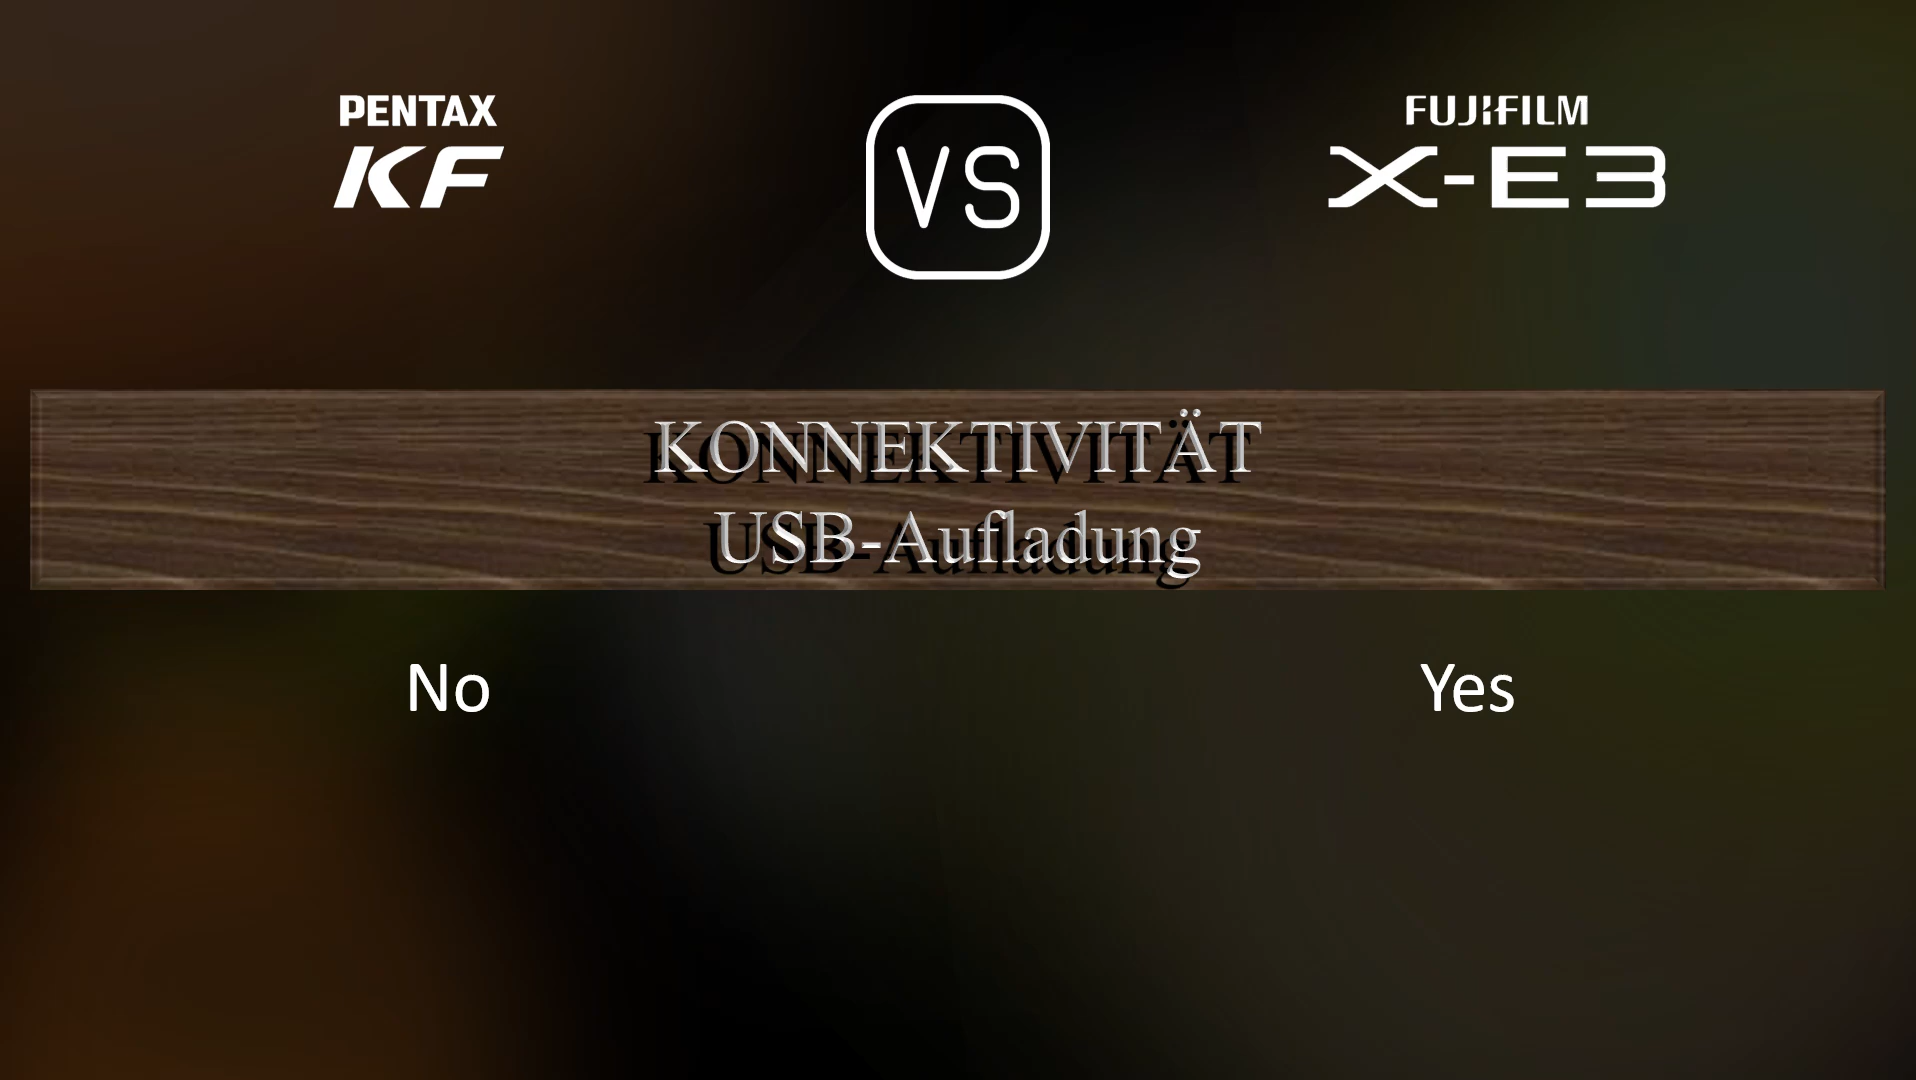 PENTAX
KF
VS
FUJIFILM
X-E3
KONNEKTIVITÄT
USB-Aufladung
No
Yes